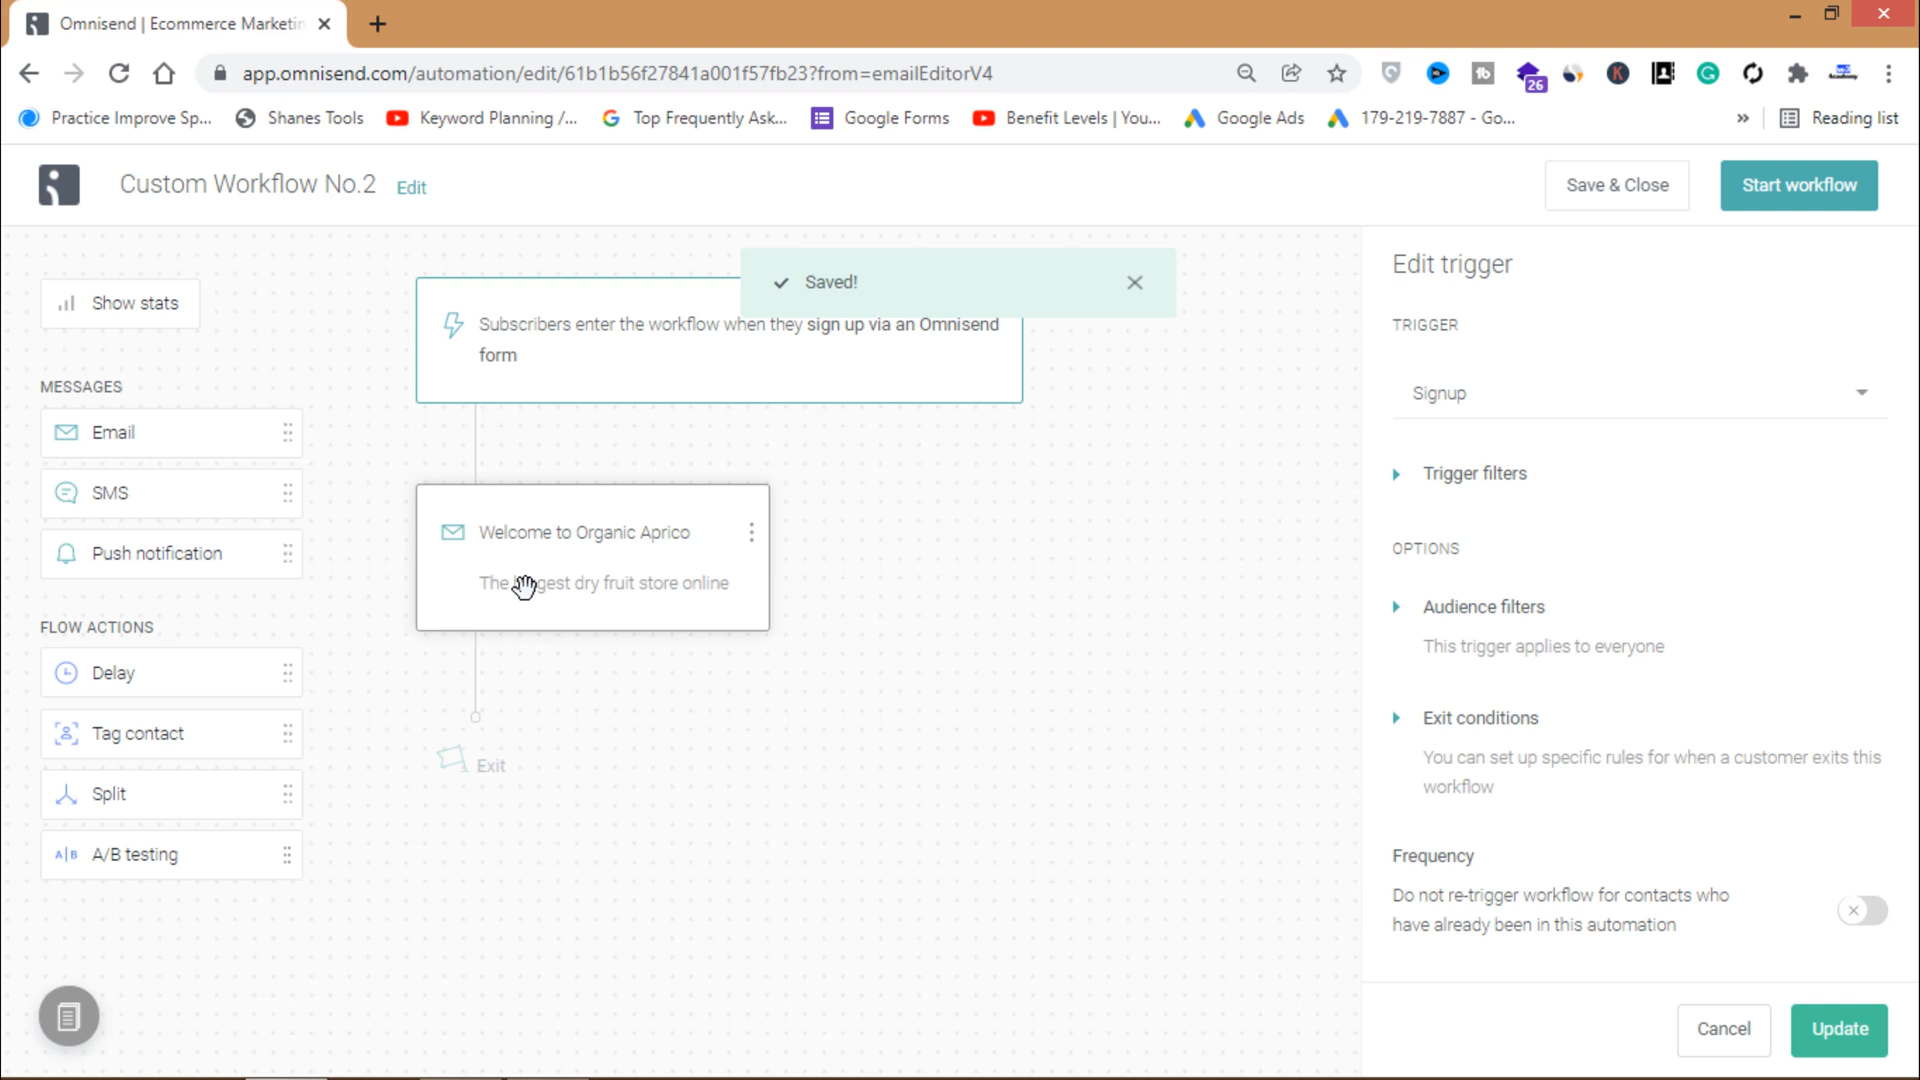 Omnisend | Ecommerce Marketin
app.omnisend.com/automation/edit/61b1b56f27841a001f57fb23?from=emailEditorV4
26
Practice Improve Sp...
Shanes Tools
Keyword Planning /...
Top Frequently Ask...
Google Forms
Benefit Levels | You...
Google Ads
179-219-7887 - Go...
»
Reading list
Custom Workflow No.2
Edit
Save & Close
Start workflow
Show stats
MESSAGES
Email
SMS
Push notification
FLOW ACTIONS
Delay
Tag contact
Split
A|B
A/B testing
Saved!
Subscribers enter the workflow when they sign up via an Omnisend
form
Welcome to Organic Aprico
The gest dry fruit store online
Exit
Edit trigger
TRIGGER
Signup
Trigger filters
OPTIONS
Audience filters
This trigger applies to everyone
Exit conditions
You can set up specific rules for when a customer exits this
workflow
Frequency
Do not re-trigger workflow for contacts who
have already been in this automation
Cancel
Update